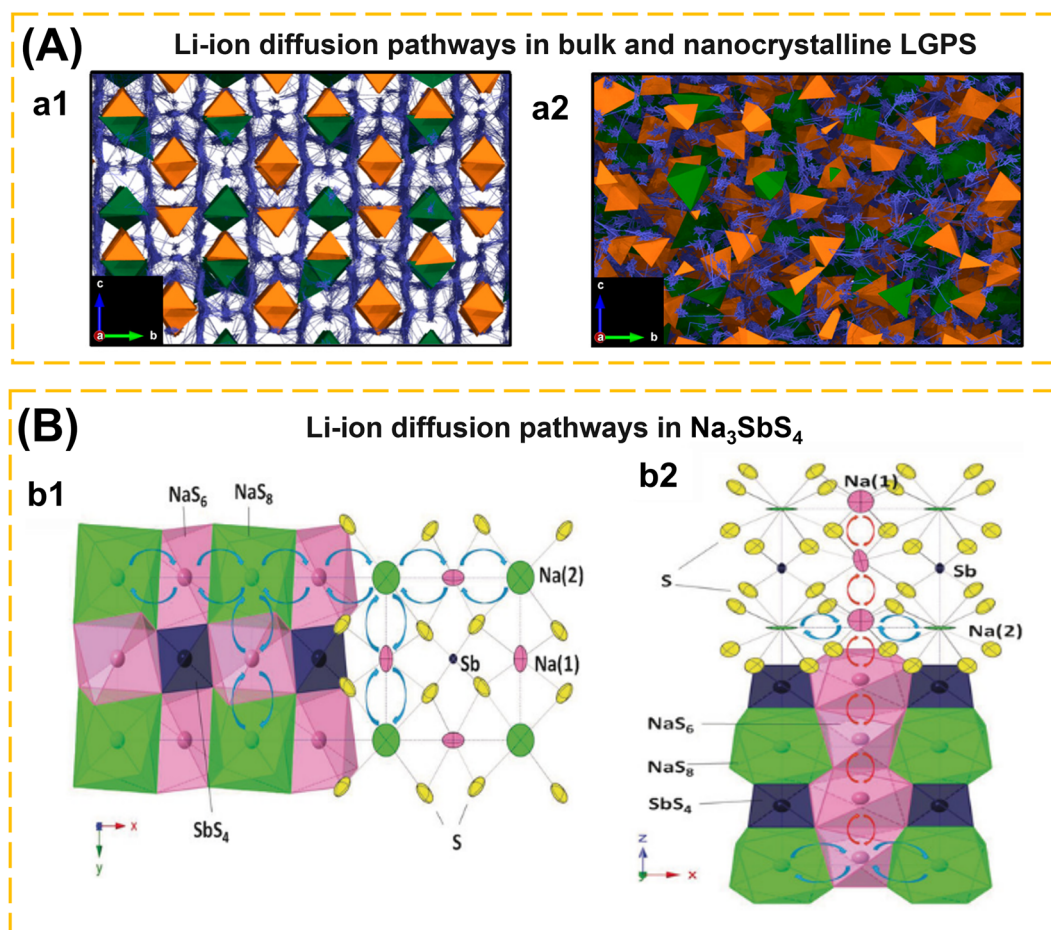 (A)
Li-ion diffusion pathways in bulk and nanocrystalline LGPS
a1
a2
c
a
b
c
a
b
(B)
Li-ion diffusion pathways in Na₃SbS₄
b1
b2
NaS₆
NaS₈
Na(2)
Sb
Na(1)
SbS₄
S
x
y
Na(1)
S
Sb
Na(2)
NaS₆
NaS₈
SbS₄
z
y
x